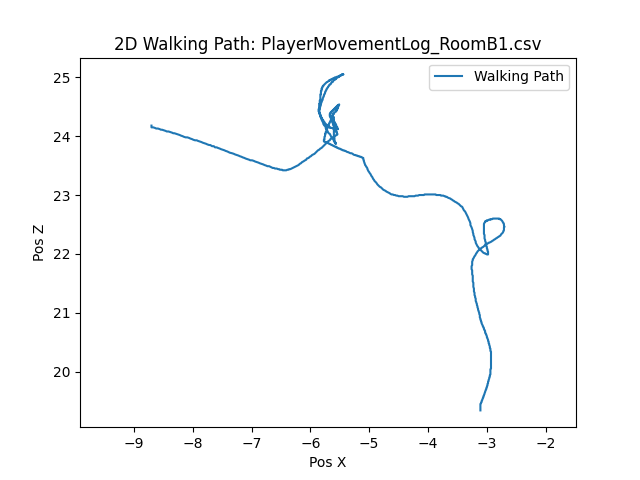 2D Walking Path: PlayerMovementLog_RoomB1.csv
Walking Path
25
24
23
22
21
20
Pos Z
−9 −8 −7 −6 −5 −4 −3 −2
Pos X